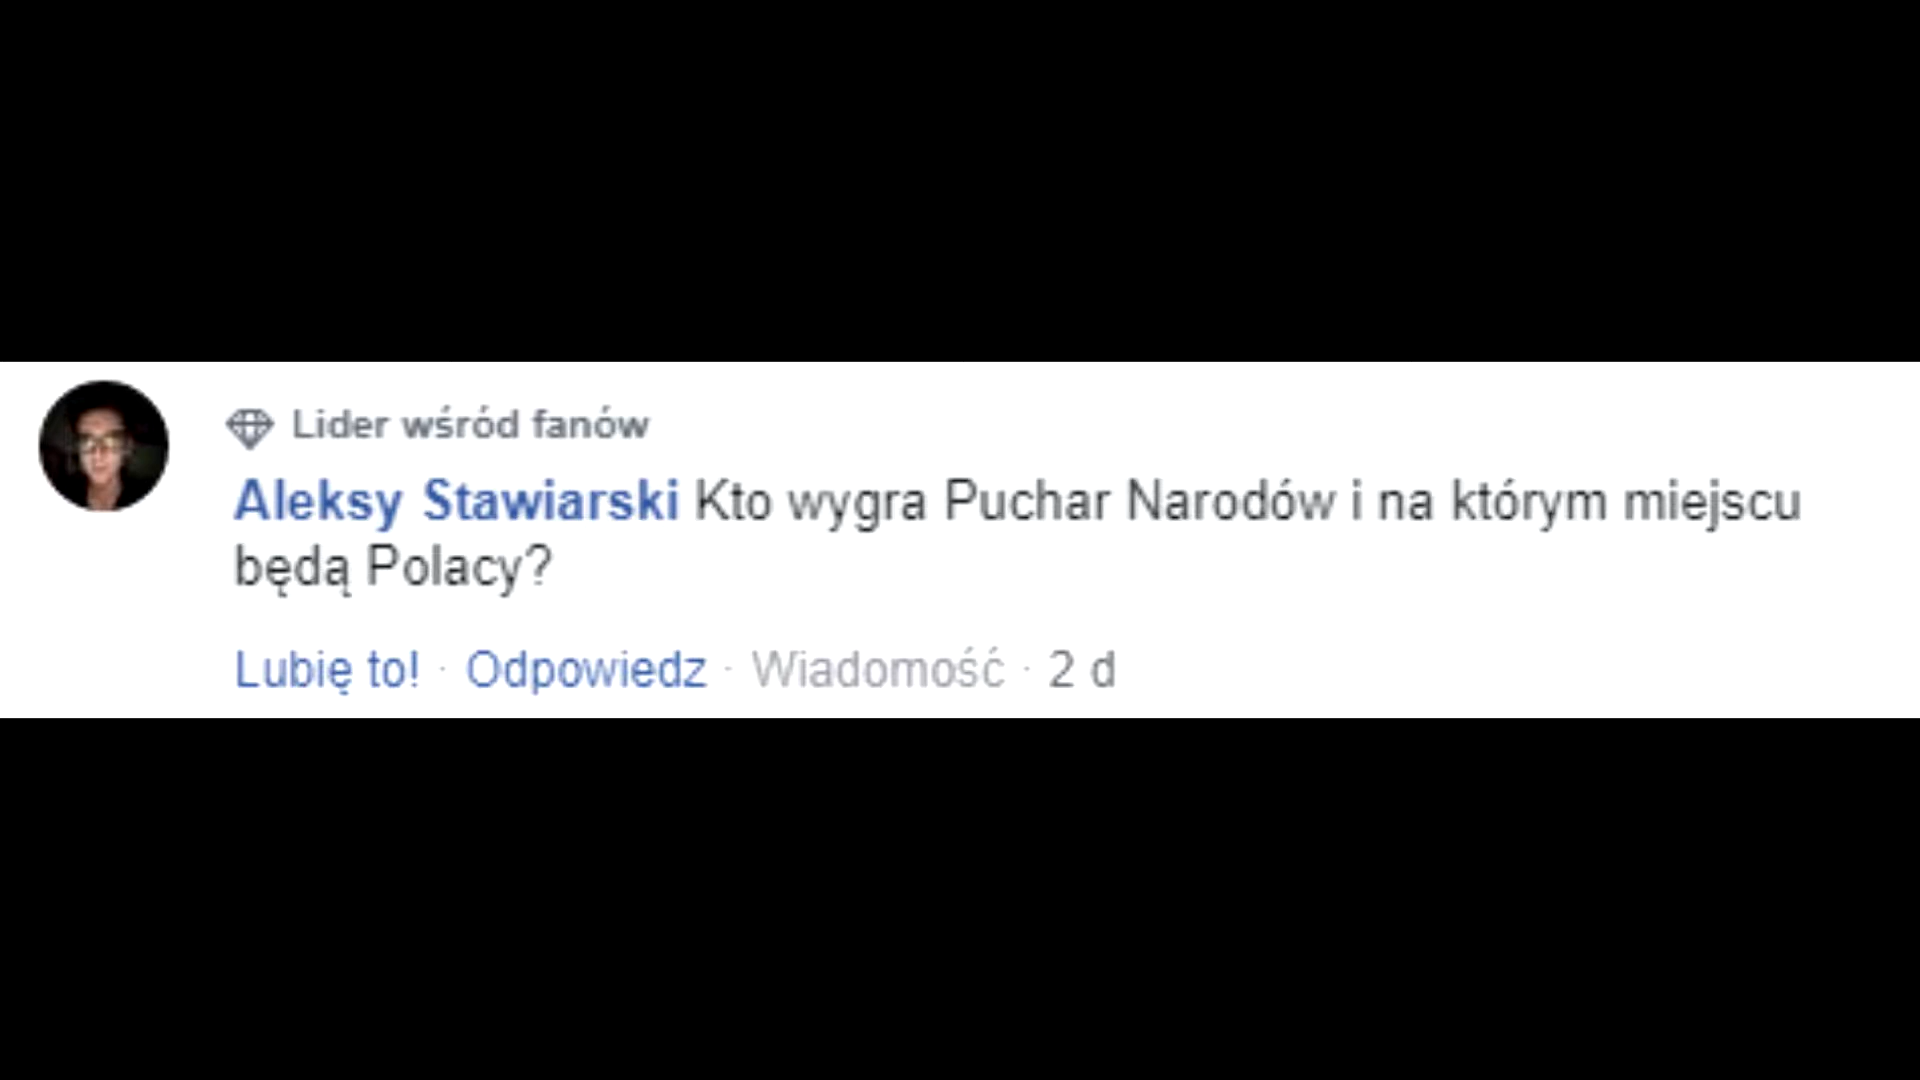 Lider wśród fanów
Aleksy Stawiarski Kto wygra Puchar Narodów i na którym miejscu
będą Polacy?
Lubię to! · Odpowiedz · Wiadomość · 2 d